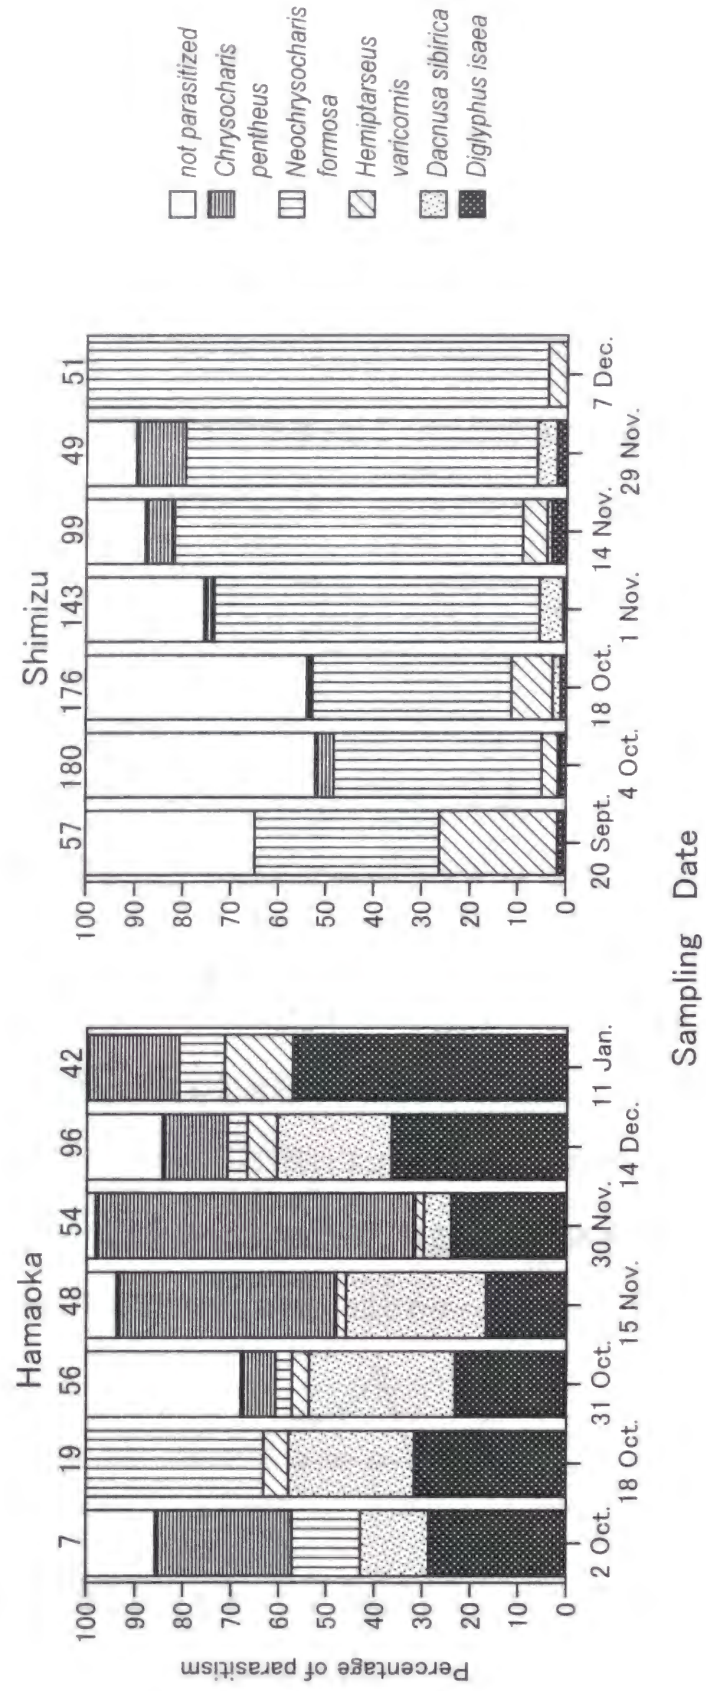 Hamaoka
7 19 56 48 54 96 42
100
90
80
70
60
50
40
30
20
10
0
Percentage of parasitism
2 Oct. 18 Oct. 31 Oct. 15 Nov. 30 Nov. 14 Dec. 11 Jan.
Shimizu
57 180 176 143 99 49 51
100
90
80
70
60
50
40
30
20
10
0
20 Sept. 4 Oct. 18 Oct. 1 Nov. 14 Nov. 29 Nov. 7 Dec.
Sampling Date
not parasitized
Chrysocharis
pentheus
Neochrysocharis
formosa
Hemiptarseus
varicornis
Dacnusa sibirica
Diglyphus isaea